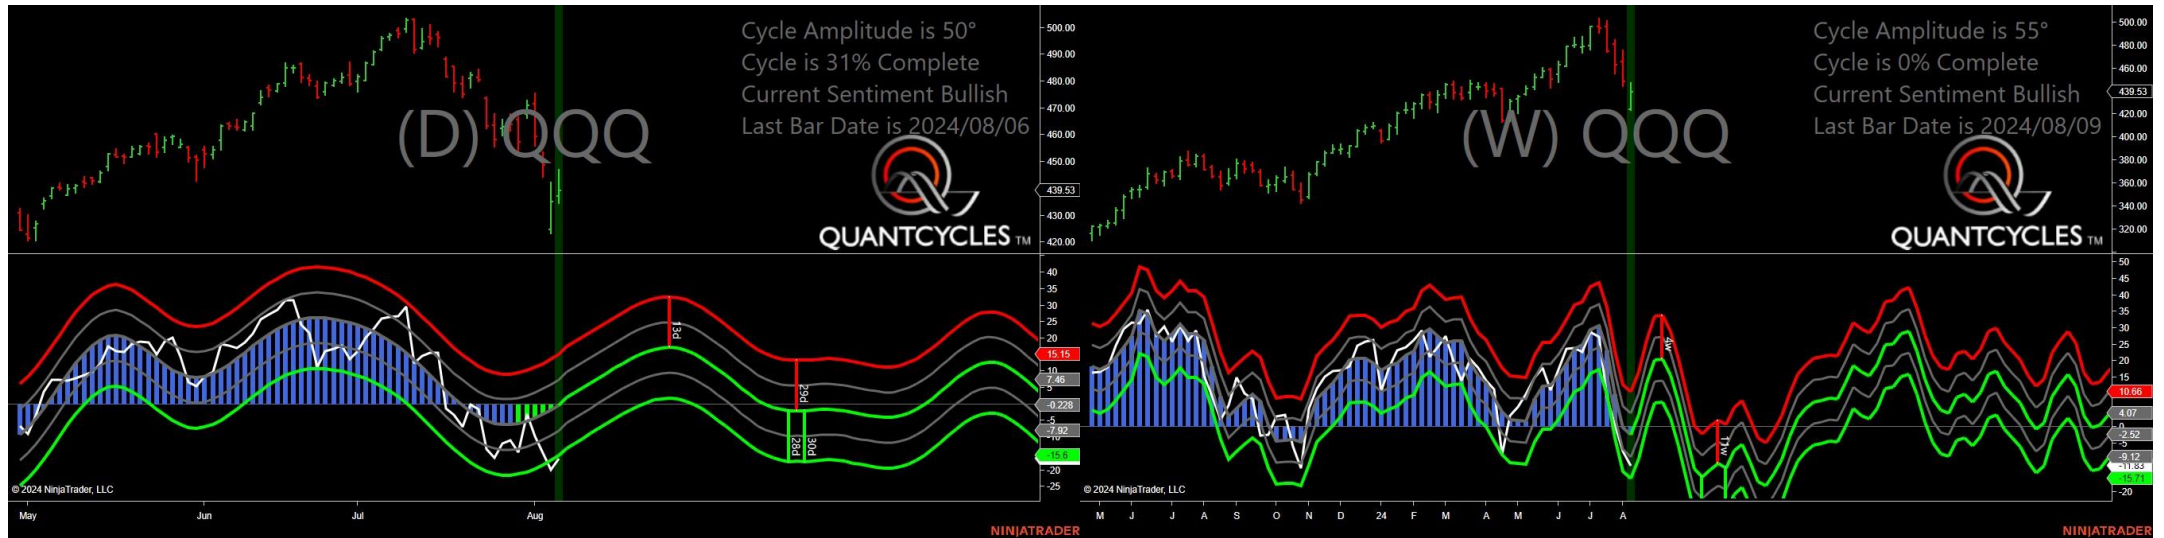 Cycle Amplitude is 50°
Cycle is 31% Complete
Current Sentiment Bullish
Last Bar Date is 2024/08/06
(D) QQQ
QUANTCYCLES TM
500.00
490.00
480.00
470.00
460.00
450.00
439.53
430.00
420.00
40
35
30
25
20
15.15
10
7.46
5
-0.228
-5
-7.92
-10
-15.6
-20
-25
13d
29d
28d
30d
© 2024 NinjaTrader, LLC
May Jun Jul Aug
NINJATRADER
Cycle Amplitude is 55°
Cycle is 0% Complete
Current Sentiment Bullish
Last Bar Date is 2024/08/09
(W) QQQ
QUANTCYCLES TM
500.00
480.00
460.00
439.53
420.00
400.00
380.00
360.00
340.00
320.00
50
45
40
35
30
25
20
15
10.66
4.07
0
-2.52
-5
-9.12
-11.83
-15.71
-20
4w
11w
© 2024 NinjaTrader, LLC
M J J A S O N D 24 F M A M J J A
NINJATRADER